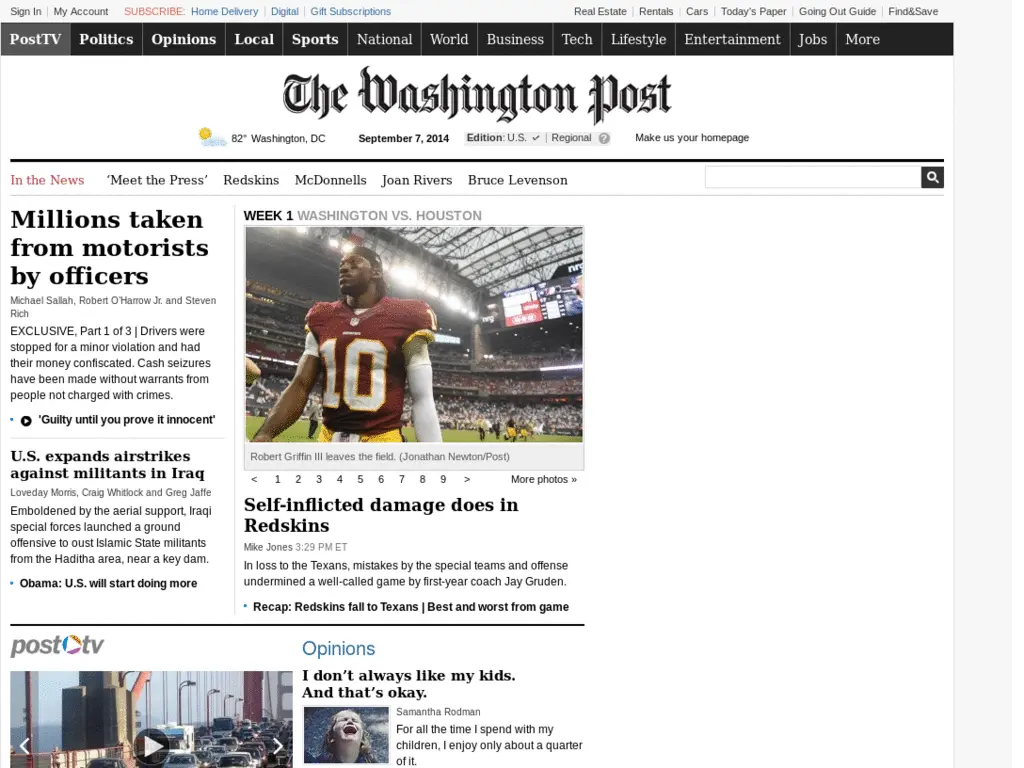 Sign In | My Account SUBSCRIBE: Home Delivery | Digital | Gift Subscriptions Real Estate | Rentals | Cars | Today's Paper | Going Out Guide | Find&Save
PostTV Politics Opinions Local Sports National World Business Tech Lifestyle Entertainment Jobs More
The Washington Post
82° Washington, DC September 7, 2014 Edition: U.S. | Regional ? Make us your homepage
In the News ‘Meet the Press’ Redskins McDonnells Joan Rivers Bruce Levenson
Millions taken
from motorists
by officers
Michael Sallah, Robert O'Harrow Jr. and Steven
Rich
EXCLUSIVE, Part 1 of 3 | Drivers were
stopped for a minor violation and had
their money confiscated. Cash seizures
have been made without warrants from
people not charged with crimes.
'Guilty until you prove it innocent'
U.S. expands airstrikes
against militants in Iraq
Loveday Morris, Craig Whitlock and Greg Jaffe
Emboldened by the aerial support, Iraqi
special forces launched a ground
offensive to oust Islamic State militants
from the Haditha area, near a key dam.
Obama: U.S. will start doing more
WEEK 1 WASHINGTON VS. HOUSTON
10
Robert Griffin III leaves the field. (Jonathan Newton/Post)
< 1 2 3 4 5 6 7 8 9 > More photos »
Self-inflicted damage does in
Redskins
Mike Jones 3:29 PM ET
In loss to the Texans, mistakes by the special teams and offense
undermined a well-called game by first-year coach Jay Gruden.
Recap: Redskins fall to Texans | Best and worst from game
posttv
Opinions
I don’t always like my kids.
And that’s okay.
Samantha Rodman
For all the time I spend with my
children, I enjoy only about a quarter
of it.